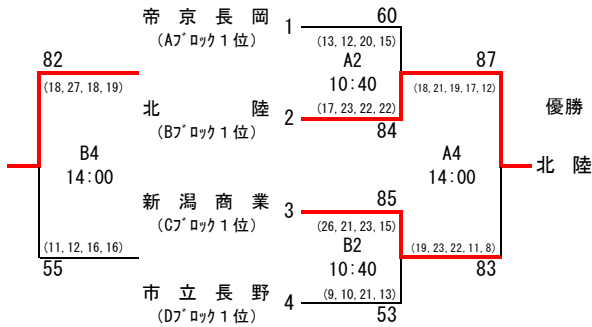 帝 京 長 岡 1 60
(Aﾌﾞﾛｯｸ１位)
(13, 12, 20, 15)
82
87
(18, 27, 18, 19)
A2
(18, 21, 19, 17, 12)
10:40
北 陸 2
(17, 23, 22, 22)
優勝
(Bﾌﾞﾛｯｸ１位)
84
B4
A4
14:00
14:00
北 陸
新 潟 商 業 3 85
(Cﾌﾞﾛｯｸ１位)
(26, 21, 23, 15)
(11, 12, 16, 16)
B2
(19, 23, 22, 11, 8)
55
10:40
83
市 立 長 野 4
(9, 10, 21, 13)
(Dﾌﾞﾛｯｸ１位)
53